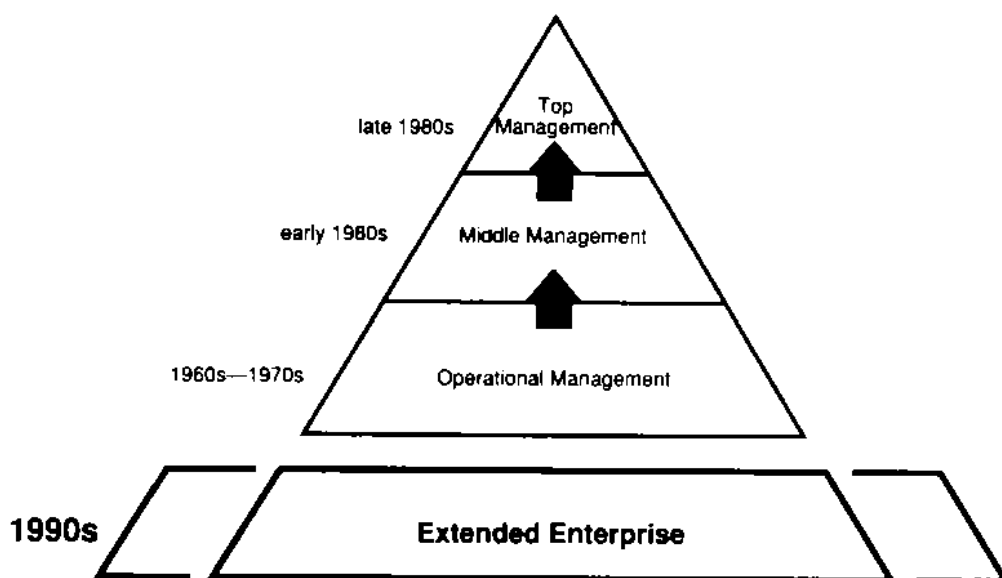 Top
late 1980s Management
early 1980s Middle Management
1960s—1970s Operational Management
1990s Extended Enterprise